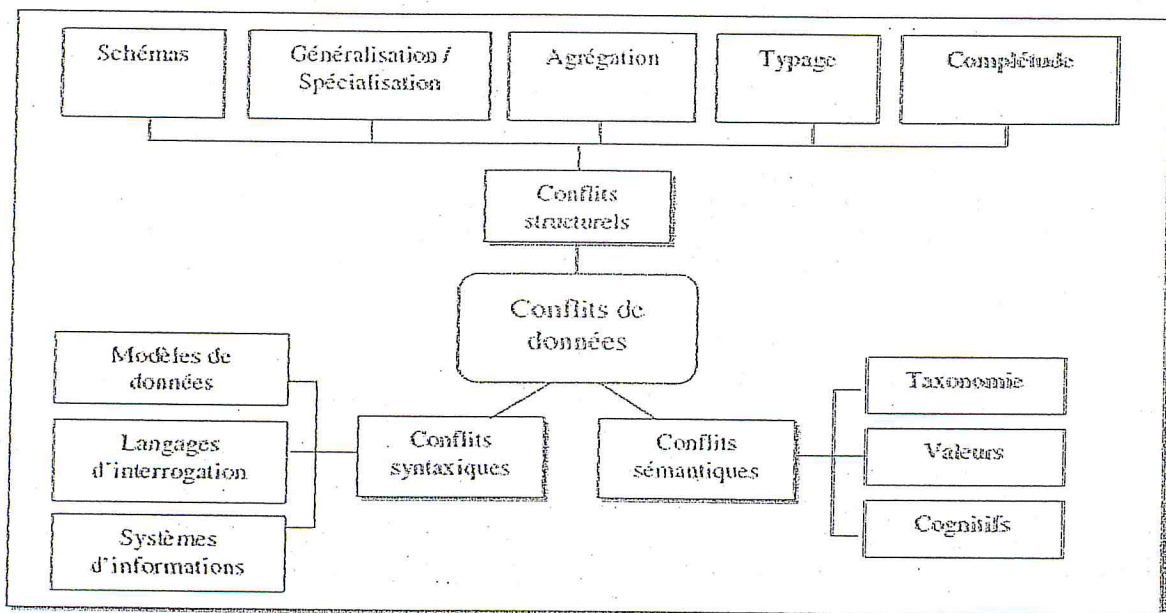 Schémas
Généralisation /
Spécialisation
Agrégation
Typage
Complétude
Conflits
structurels
Conflits de
données
Modèles de
données
Langages
d'interrogation
Systèmes
d'informations
Conflits
syntaxiques
Conflits
sémantiques
Taxonomie
Valeurs
Cognitifs